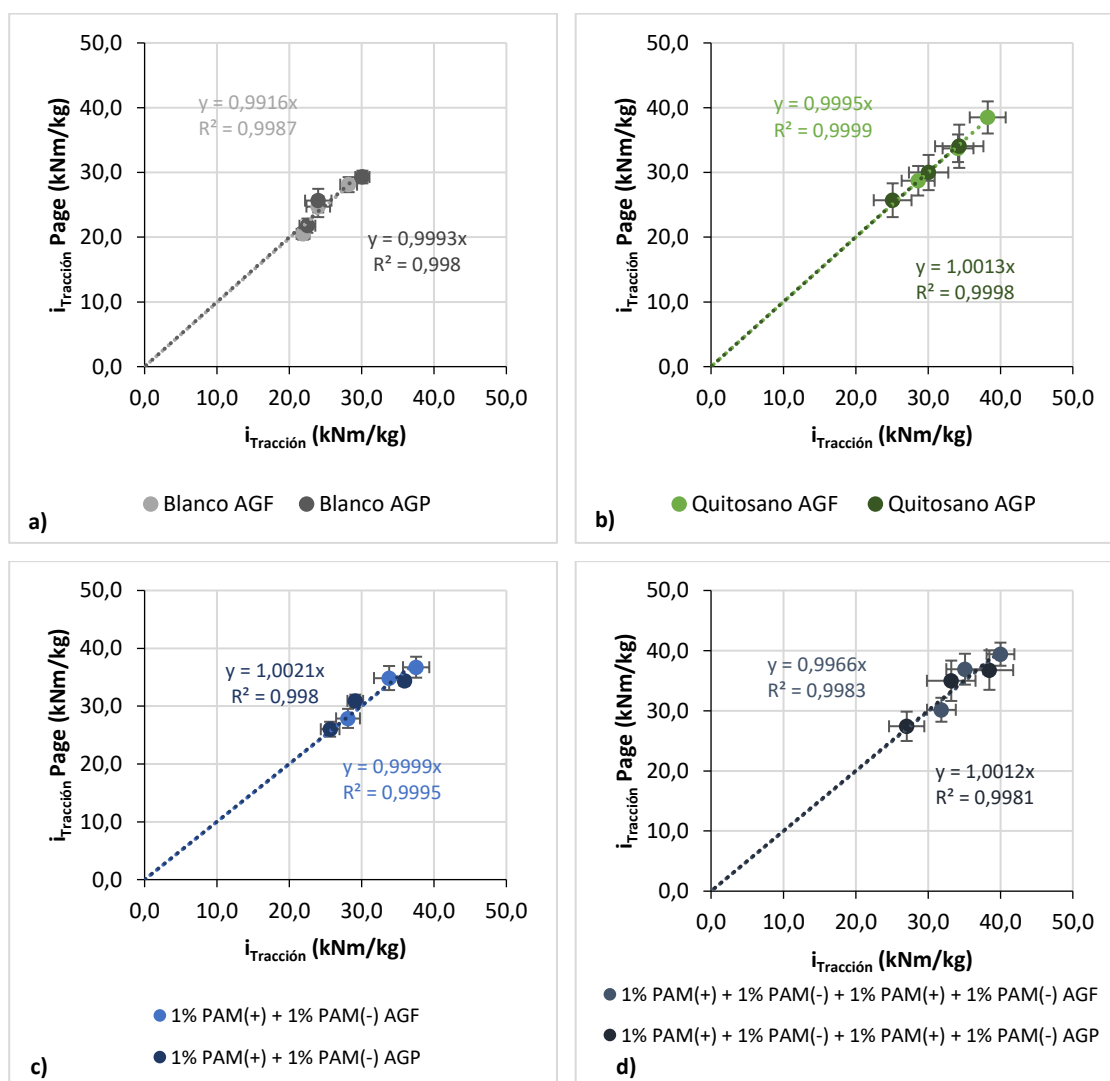 50,0
40,0
30,0
20,0
10,0
0,0
i_Tracción Page (kNm/kg)
y = 0,9916x
R² = 0,9987
y = 0,9993x
R² = 0,998
0,0 10,0 20,0 30,0 40,0 50,0
i_Tracción (kNm/kg)
Blanco AGF Blanco AGP
a)
50,0
40,0
30,0
20,0
10,0
0,0
i_Tracción Page (kNm/kg)
y = 0,9995x
R² = 0,9999
y = 1,0013x
R² = 0,9998
0,0 10,0 20,0 30,0 40,0 50,0
i_Tracción (kNm/kg)
Quitosano AGF Quitosano AGP
b)
50,0
40,0
30,0
20,0
10,0
0,0
i_Tracción Page (kNm/kg)
y = 1,0021x
R² = 0,998
y = 0,9999x
R² = 0,9995
0,0 10,0 20,0 30,0 40,0 50,0
i_Tracción (kNm/kg)
1% PAM(+) + 1% PAM(-) AGF
1% PAM(+) + 1% PAM(-) AGP
c)
50,0
40,0
30,0
20,0
10,0
0,0
i_Tracción Page (kNm/kg)
y = 0,9966x
R² = 0,9983
y = 1,0012x
R² = 0,9981
0,0 10,0 20,0 30,0 40,0 50,0
i_Tracción (kNm/kg)
1% PAM(+) + 1% PAM(-) + 1% PAM(+) + 1% PAM(-) AGF
1% PAM(+) + 1% PAM(-) + 1% PAM(+) + 1% PAM(-) AGP
d)